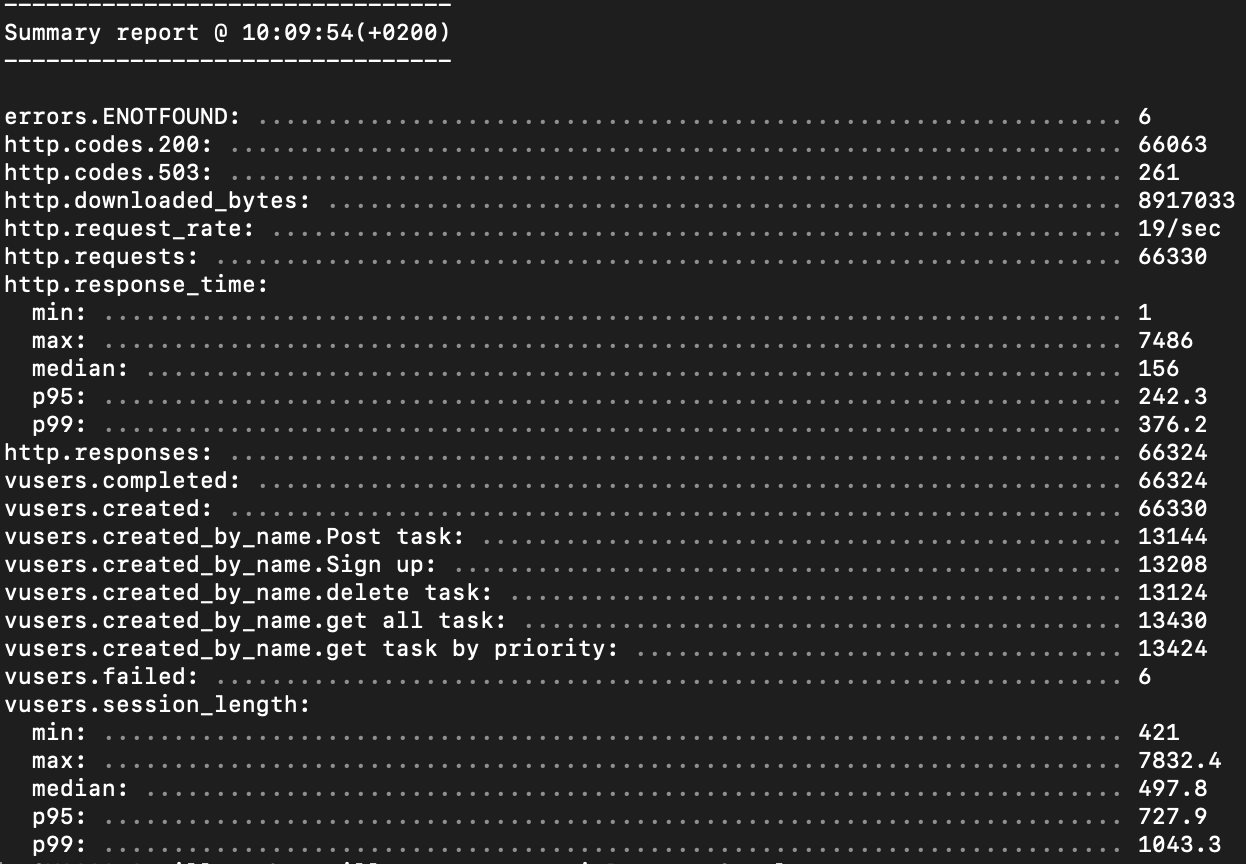 --------------------------------
Summary report @ 10:09:54(+0200)
--------------------------------
errors.ENOTFOUND: .............................................................. 6
http.codes.200: ................................................................ 66063
http.codes.503: ................................................................ 261
http.downloaded_bytes: ......................................................... 8917033
http.request_rate: ............................................................. 19/sec
http.requests: ................................................................. 66330
http.response_time:
  min: ......................................................................... 1
  max: ......................................................................... 7486
  median: ...................................................................... 156
  p95: ......................................................................... 242.3
  p99: ......................................................................... 376.2
http.responses: ................................................................ 66324
vusers.completed: .............................................................. 66324
vusers.created: ................................................................ 66330
vusers.created_by_name.Post task: .............................................. 13144
vusers.created_by_name.Sign up: ................................................ 13208
vusers.created_by_name.delete task: ............................................ 13124
vusers.created_by_name.get all task: ........................................... 13430
vusers.created_by_name.get task by priority: ................................... 13424
vusers.failed: ................................................................. 6
vusers.session_length:
  min: ......................................................................... 421
  max: ......................................................................... 7832.4
  median: ...................................................................... 497.8
  p95: ......................................................................... 727.9
  p99: ......................................................................... 1043.3